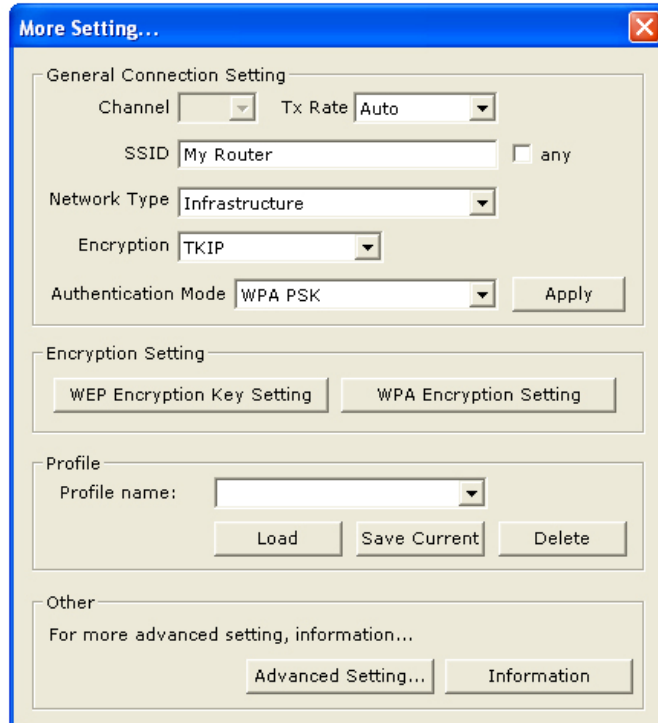 More Setting...
General Connection Setting
Channel Tx Rate Auto
SSID My Router any
Network Type Infrastructure
Encryption TKIP
Authentication Mode WPA PSK Apply
Encryption Setting
WEP Encryption Key Setting WPA Encryption Setting
Profile
Profile name:
Load Save Current Delete
Other
For more advanced setting, information...
Advanced Setting... Information